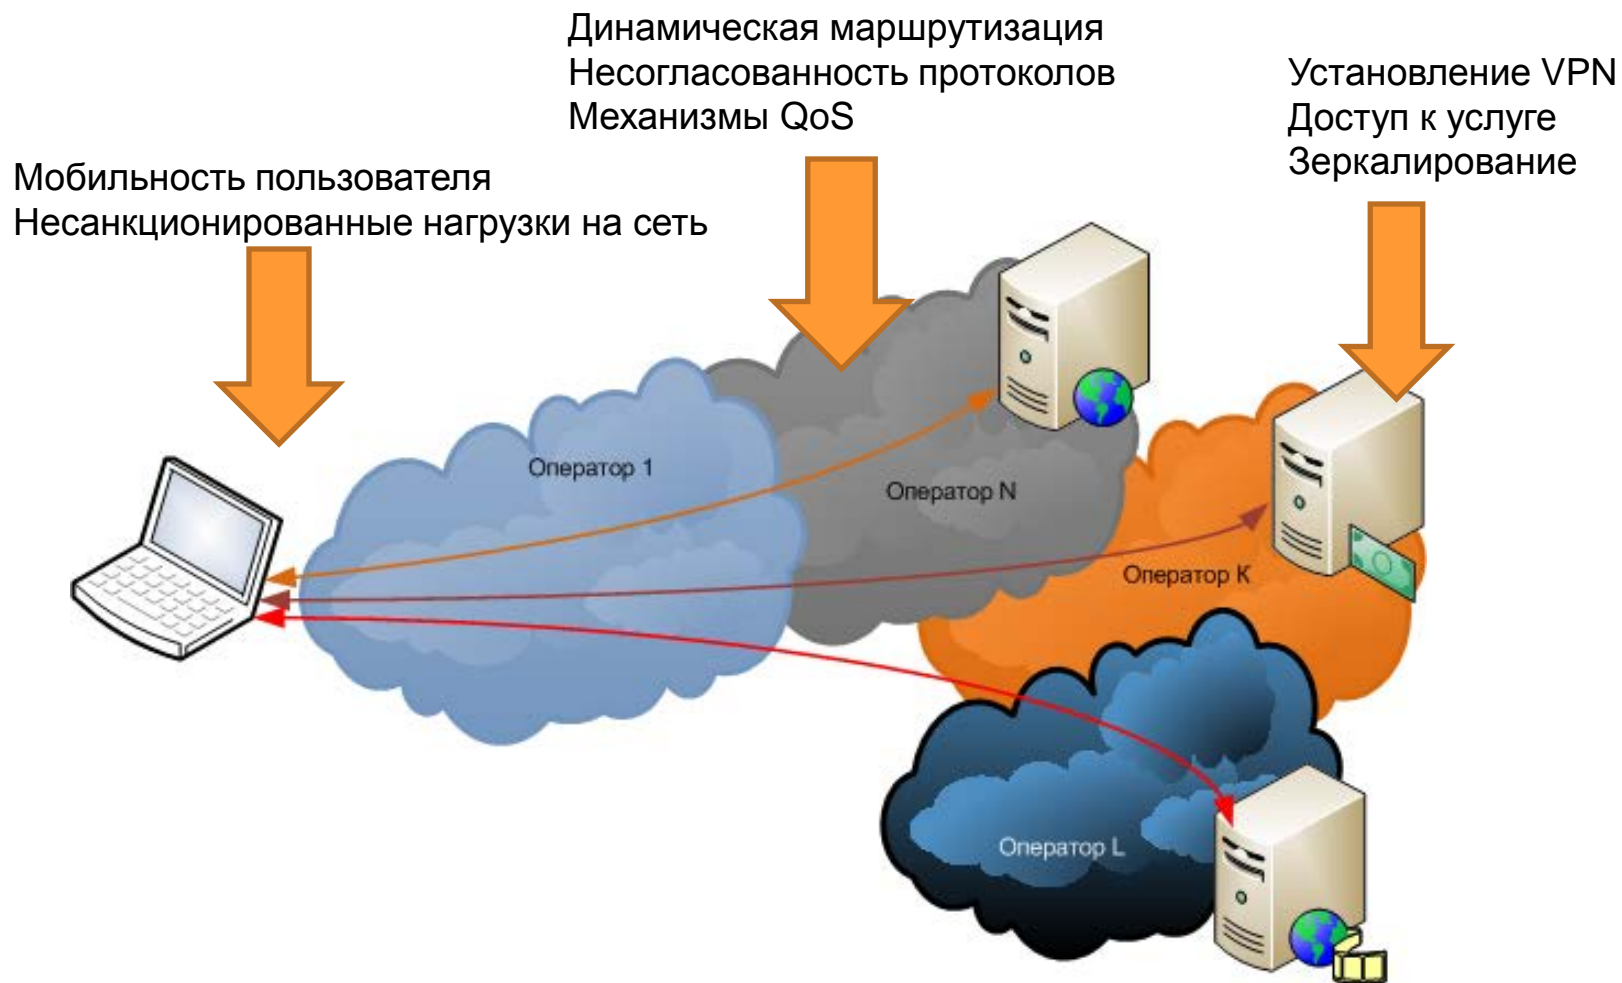 Динамическая маршрутизация
Несогласованность протоколов
Механизмы QoS
Установление VPN
Доступ к услуге
Зеркалирование
Мобильность пользователя
Несанкционированные нагрузки на сеть
Оператор 1
Оператор N
Оператор К
Оператор L